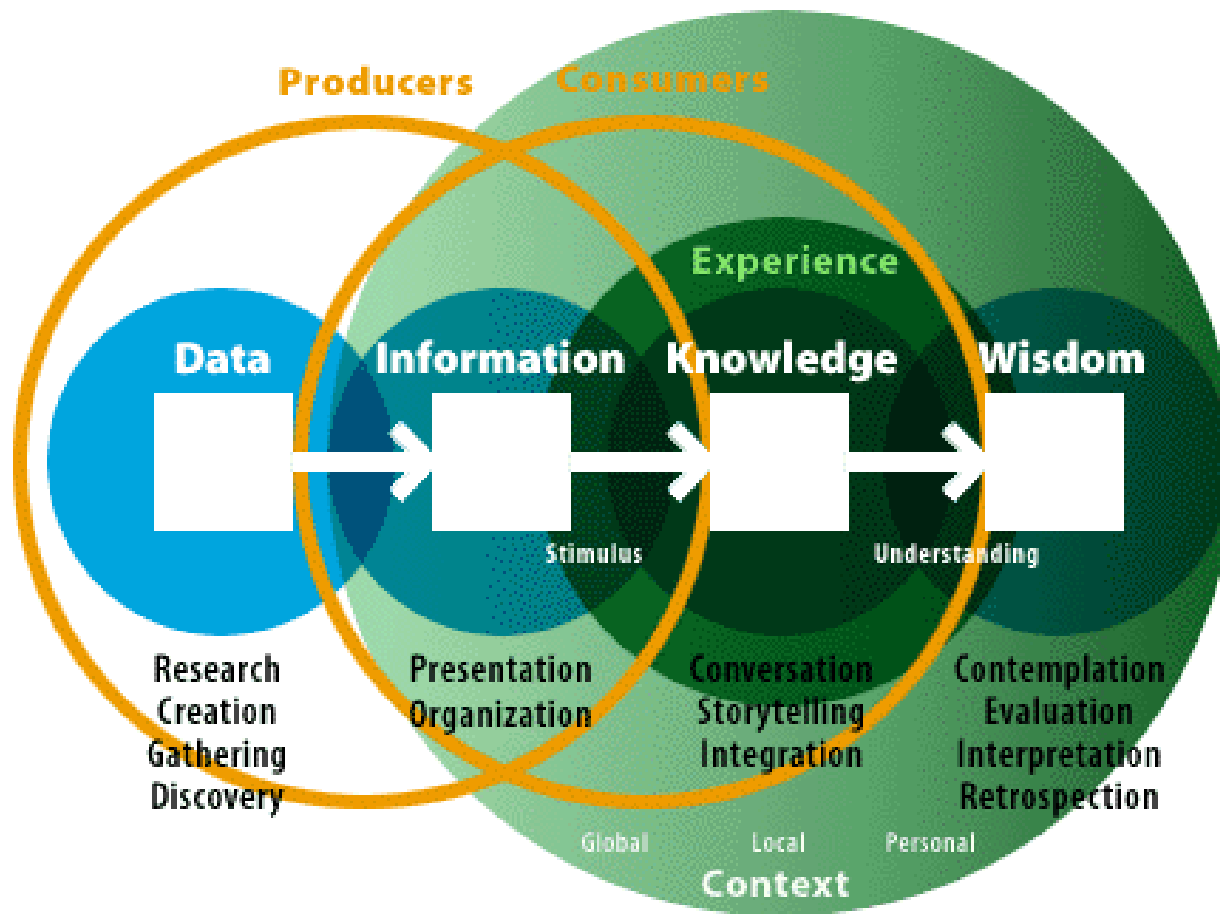 Producers
Consumers
Experience
Data
Information
Knowledge
Wisdom
Stimulus
Understanding
Research
Creation
Gathering
Discovery
Presentation
Organization
Conversation
Storytelling
Integration
Contemplation
Evaluation
Interpretation
Retrospection
Global
Local
Personal
Context